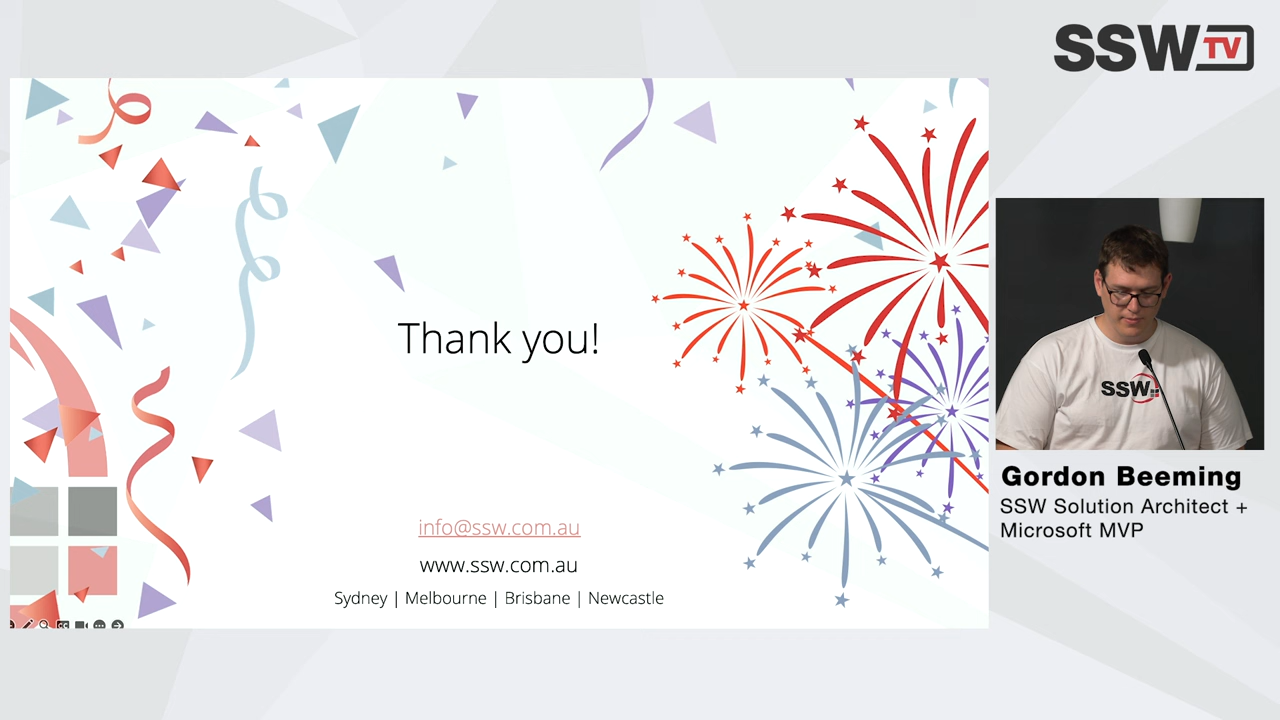 SSW TV
Thank you!
SSW
Gordon Beeming
SSW Solution Architect +
Microsoft MVP
info@ssw.com.au
www.ssw.com.au
Sydney | Melbourne | Brisbane | Newcastle
CC